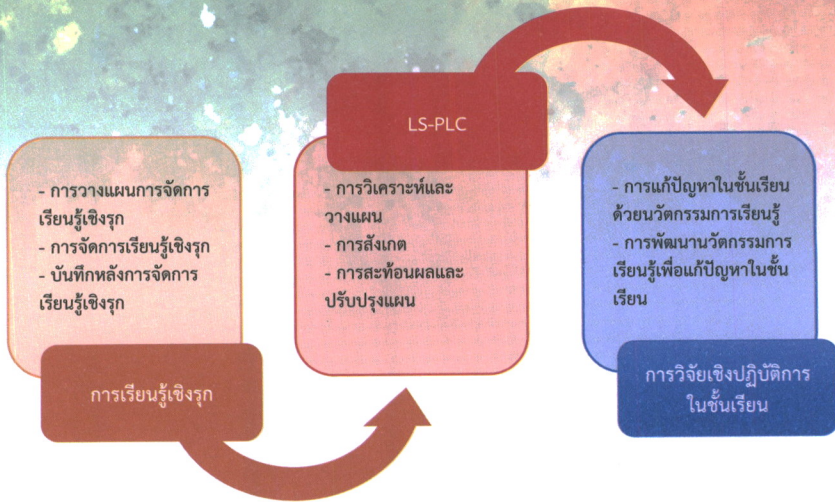 - การวางแผนการจัดการ
เรียนรู้เชิงรุก
- การจัดการเรียนรู้เชิงรุก
- บันทึกหลังการจัดการ
เรียนรู้เชิงรุก
การเรียนรู้เชิงรุก
LS-PLC
- การวิเคราะห์และ
วางแผน
- การสังเกต
- การสะท้อนผลและ
ปรับปรุงแผน
- การแก้ปัญหาในชั้นเรียน
ด้วยนวัตกรรมการเรียนรู้
- การพัฒนานวัตกรรมการ
เรียนรู้เพื่อแก้ปัญหาในชั้น
เรียน
การวิจัยเชิงปฏิบัติการ
ในชั้นเรียน